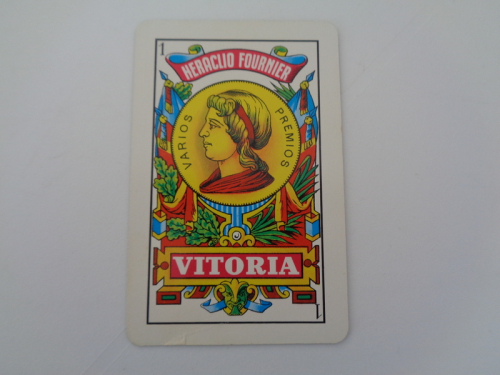 1
HERACLIO FOURNIER
VARIOS PREMIOS
VITORIA
1